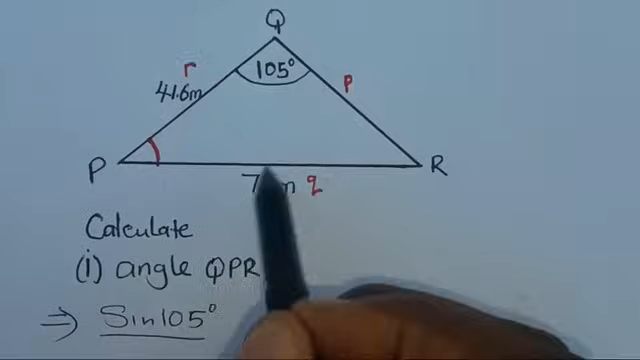 Q
r
105°
p
41.6m
P
R
q
Calculate
(i) angle QPR
⇒ Sin105°